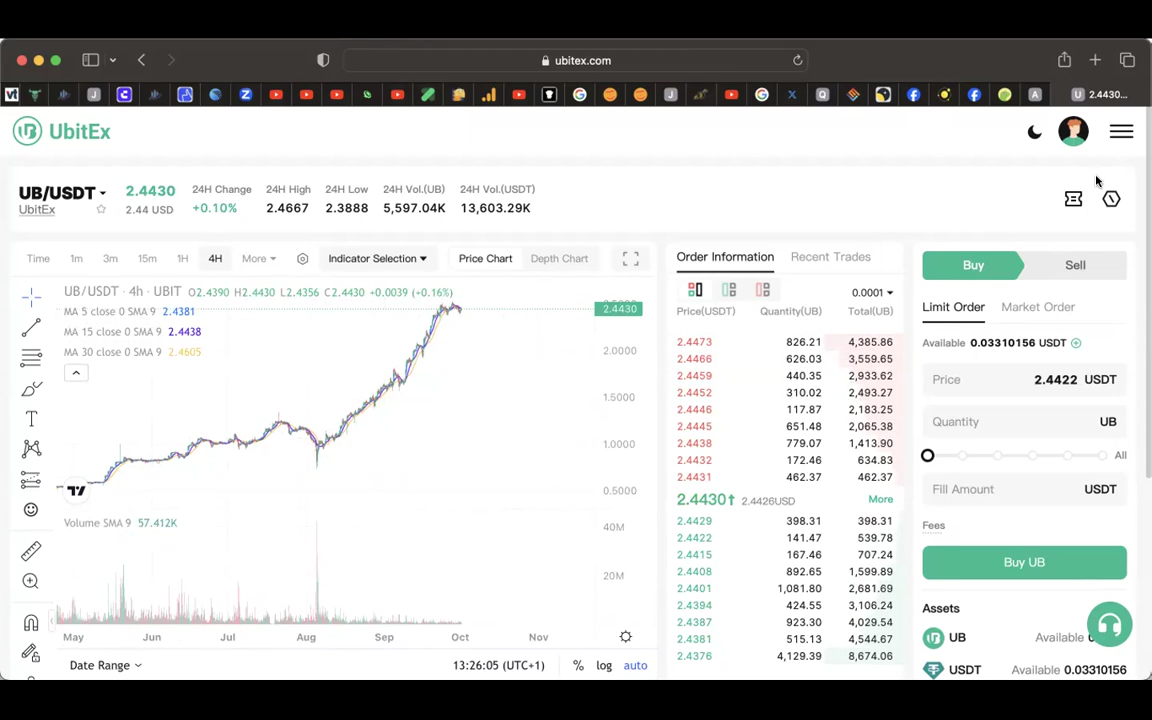 ubitex.com
2.4430...
UbitEx
UB/USDT
UbitEx
2.4430
2.44 USD
24H Change
+0.10%
24H High
2.4667
24H Low
2.3888
24H Vol.(UB)
5,597.04K
24H Vol.(USDT)
13,603.29K
Time 1m 3m 15m 1H 4H More Indicator Selection Price Chart Depth Chart
UB/USDT · 4h · UBIT O2.4390 H2.4430 L2.4356 C2.4430 +0.0039 (+0.16%)
MA 5 close 0 SMA 9 2.4381
MA 15 close 0 SMA 9 2.4438
MA 30 close 0 SMA 9 2.4605
2.4430
2.0000
1.5000
1.0000
0.5000
Volume SMA 9 57.412K
40M
20M
May Jun Jul Aug Sep Oct Nov
Date Range 13:26:05 (UTC+1) % log auto
Order Information Recent Trades
0.0001
Price(USDT) Quantity(UB) Total(UB)
2.4473 826.21 4,385.86
2.4466 626.03 3,559.65
2.4459 440.35 2,933.62
2.4452 310.02 2,493.27
2.4446 117.87 2,183.25
2.4445 651.48 2,065.38
2.4438 779.07 1,413.90
2.4432 172.46 634.83
2.4431 462.37 462.37
2.4430 2.4426USD More
2.4429 398.31 398.31
2.4422 141.47 539.78
2.4415 167.46 707.24
2.4408 892.65 1,599.89
2.4401 1,081.80 2,681.69
2.4394 424.55 3,106.24
2.4387 923.30 4,029.54
2.4381 515.13 4,544.67
2.4376 4,129.39 8,674.06
Buy Sell
Limit Order Market Order
Available 0.03310156 USDT
Price 2.4422 USDT
Quantity UB
All
Fill Amount USDT
Fees
Buy UB
Assets
UB Available
USDT Available 0.03310156